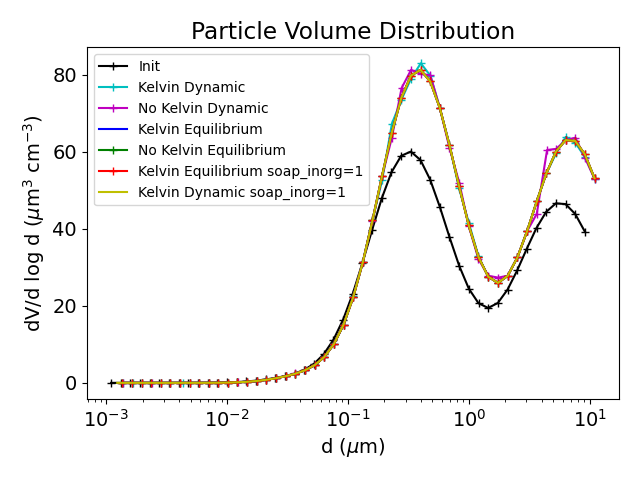 Particle Volume Distribution
dV/d log d (μm³ cm⁻³)
80
60
40
20
0
Init
Kelvin Dynamic
No Kelvin Dynamic
Kelvin Equilibrium
No Kelvin Equilibrium
Kelvin Equilibrium soap_inorg=1
Kelvin Dynamic soap_inorg=1
10⁻³ 10⁻² 10⁻¹ 10⁰ 10¹
d (μm)